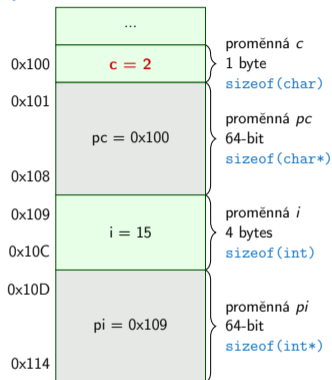 ...
0x100
c = 2
proměnná c
1 byte
sizeof(char)
0x101
pc = 0x100
0x108
proměnná pc
64-bit
sizeof(char*)
0x109
i = 15
0x10C
proměnná i
4 bytes
sizeof(int)
0x10D
pi = 0x109
0x114
proměnná pi
64-bit
sizeof(int*)